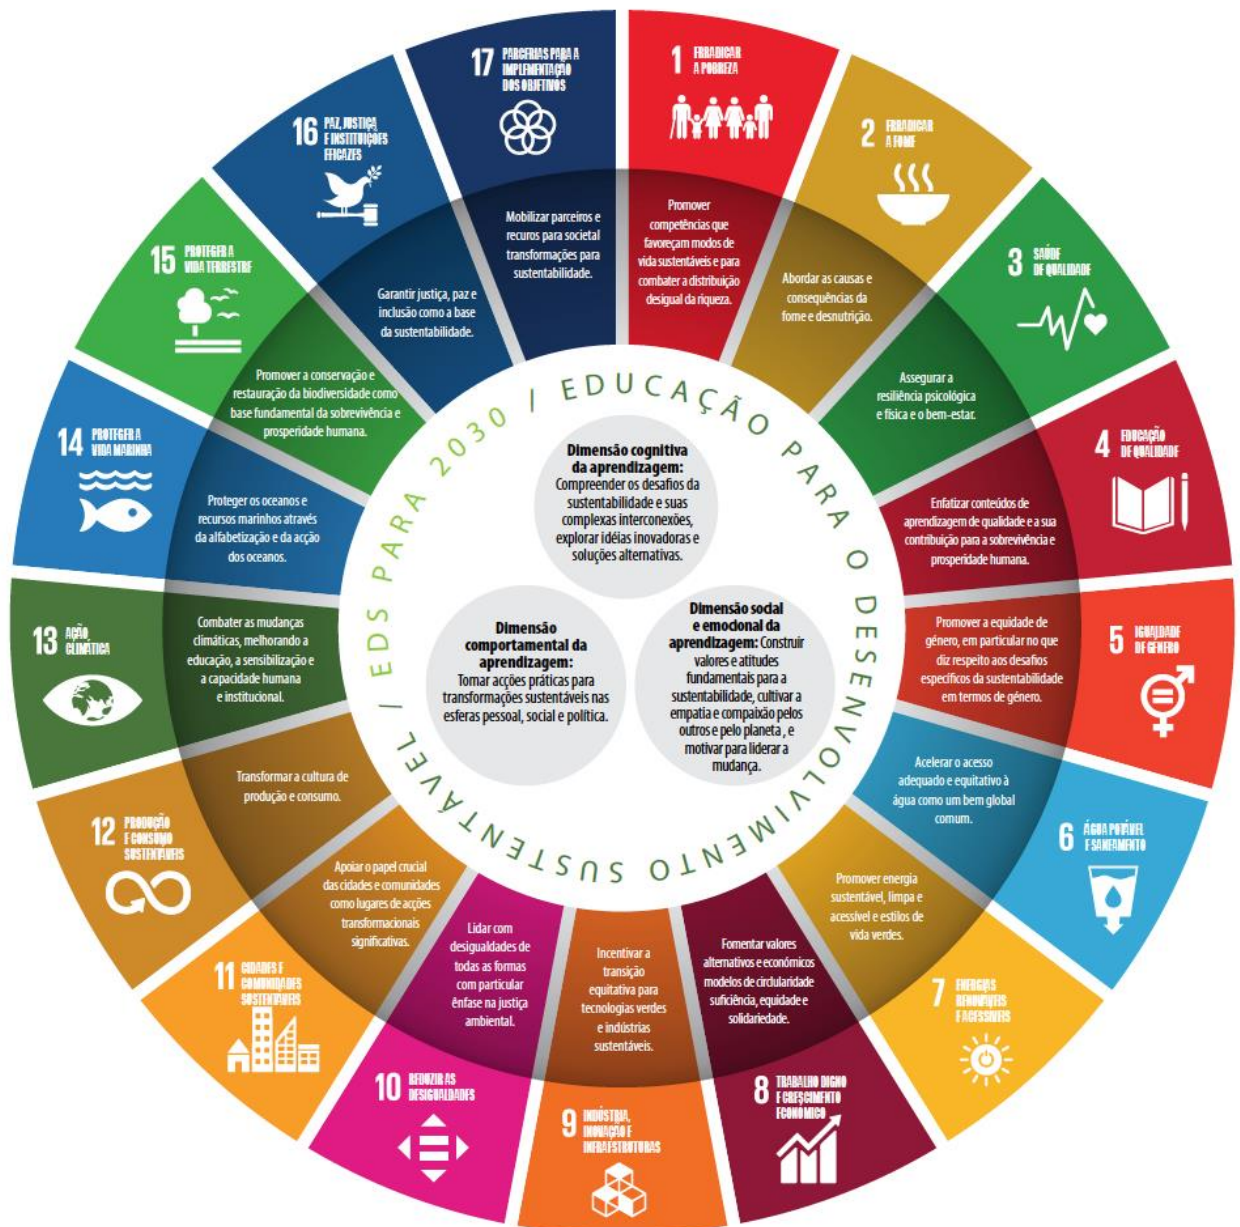 1 ERRADICAR
A POBREZA
Promover
competências que
favoreçam modos de
vida sustentáveis e para
combater a distribuição
desigual da riqueza.
2 ERRADICAR
A FOME
Abordar as causas e
consequências da
fome e desnutrição.
3 SAÚDE
DE QUALIDADE
Assegurar a
resiliência psicológica
e física e o bem-estar.
4 EDUCAÇÃO
DE QUALIDADE
Enfatizar conteúdos de
aprendizagem de qualidade e a sua
contribuição para a sobrevivência e
prosperidade humana.
5 IGUALDADE
DE GÉNERO
Promover a equidade de
género, em particular no que
diz respeito aos desafios
específicos da sustentabilidade
em termos de género.
6 ÁGUA POTÁVEL
E SANEAMENTO
Acelerar o acesso
adequado e equitativo à
água como um bem global
comum.
7 ENERGIAS
RENOVÁVEIS
E ACESSÍVEIS
Promover energia
sustentável, limpa e
acessível e estilos de
vida verdes.
8 TRABALHO DIGNO
E CRESCIMENTO
ECONÓMICO
Fomentar valores
alternativos e económicos
modelos de cirdularidade
suficiência, equidade e
solidariedade.
9 INDÚSTRIA,
INOVAÇÃO E
INFRAESTRUTURAS
Incentivar a
transição
equitativa para
tecnologias verdes
e indústrias
sustentáveis.
10 REDUZIR AS
DESIGUALDADES
Lidar com
desigualdades de
todas as formas
com particular
ênfase na justiça
ambiental.
11 CIDADES E
COMUNIDADES
SUSTENTÁVEIS
Apoiar o papel crucial
das cidades e comunidades
como lugares de acções
transformacionais
significativas.
12 PRODUÇÃO
E CONSUMO
SUSTENTÁVEIS
Transformar a cultura de
produção e consumo.
13 AÇÃO
CLIMÁTICA
Combater as mudanças
climáticas, melhorando a
educação, a sensibilização e
a capacidade humana
e institucional.
14 PROTEGER A
VIDA MARINHA
Proteger os oceanos e
recursos marinhos através
da alfabetização e da acção
dos oceanos.
15 PROTEGER A
VIDA TERRESTRE
Promover a conservação e
restauração da biodiversidade como
base fundamental da sobrevivência e
prosperidade humana.
16 PAZ, JUSTIÇA
E INSTITUIÇÕES
EFICAZES
Garantir justiça, paz e
inclusão como a base
da sustentabilidade.
17 PARCERIAS PARA A
IMPLEMENTAÇÃO
DOS OBJETIVOS
Mobilizar parceiros e
recuros para societal
transformações para
sustentabilidade.
/ EDUCAÇÃO PARA O DESENVOLVIMENTO SUSTENTÁVEL / EDS PARA 2030
Dimensão cognitiva
da aprendizagem:
Compreender os desafios da
sustentabilidade e suas
complexas interconexões,
explorar idéias inovadoras e
soluções alternativas.
Dimensão
comportamental da
aprendizagem:
Tomar acções práticas para
transformações sustentáveis nas
esferas pessoal, social e política.
Dimensão social
e emocional da
aprendizagem: Construir
valores e atitudes
fundamentais para a
sustentabilidade, cultivar a
empatia e compaixão pelos
outros e pelo planeta , e
motivar para liderar a
mudança.